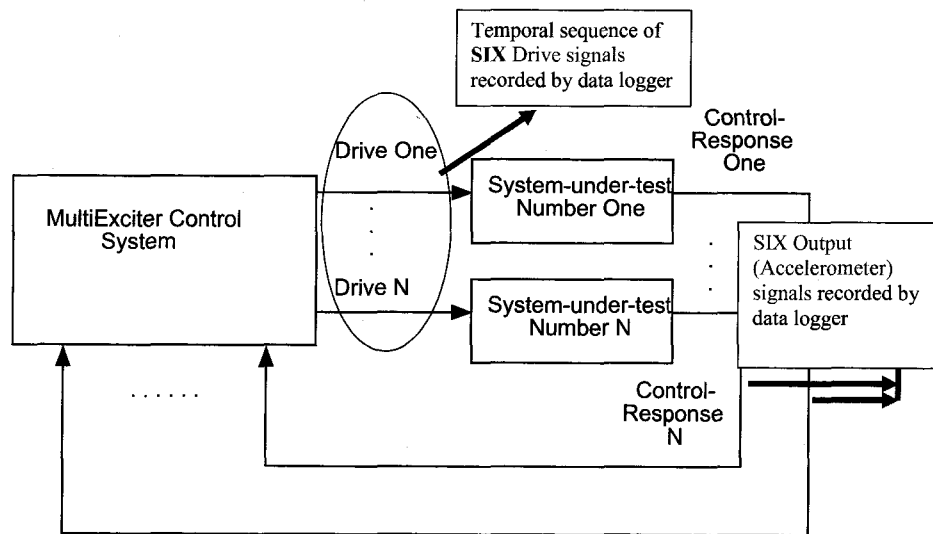 Temporal sequence of
SIX Drive signals
recorded by data logger
Control-
Response
One
Drive One
MultiExciter Control
System
System-under-test
Number One
SIX Output
(Accelerometer)
signals recorded by
data logger
Drive N
System-under-test
Number N
Control-
Response
N